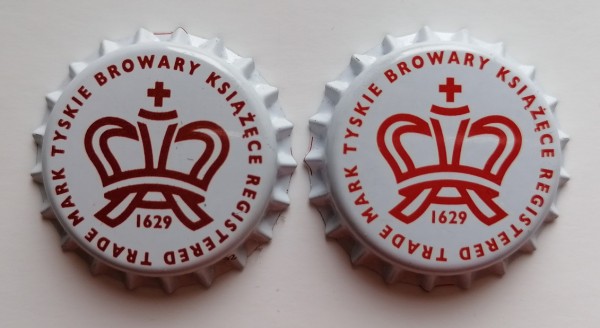 TYSKIE BROWARY KSIĄŻĘCE REGISTERED TRADE MARK
1629
TYSKIE BROWARY KSIĄŻĘCE REGISTERED TRADE MARK
1629